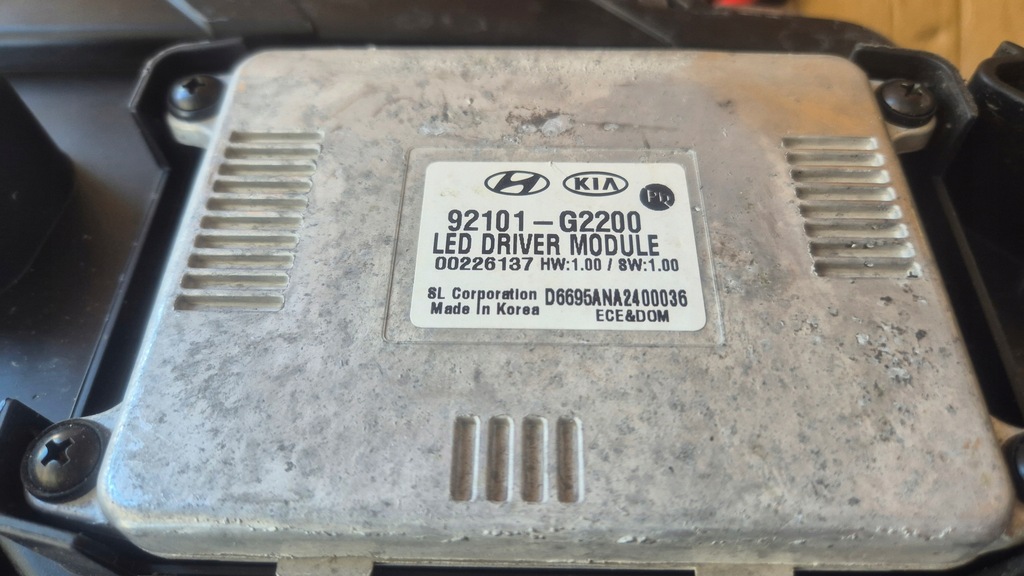 KIA
PQ
92101-G2200
LED DRIVER MODULE
00226137 HW:1.00 / SW:1.00
SL Corporation D6695ANA2400036
Made in Korea ECE&DOM